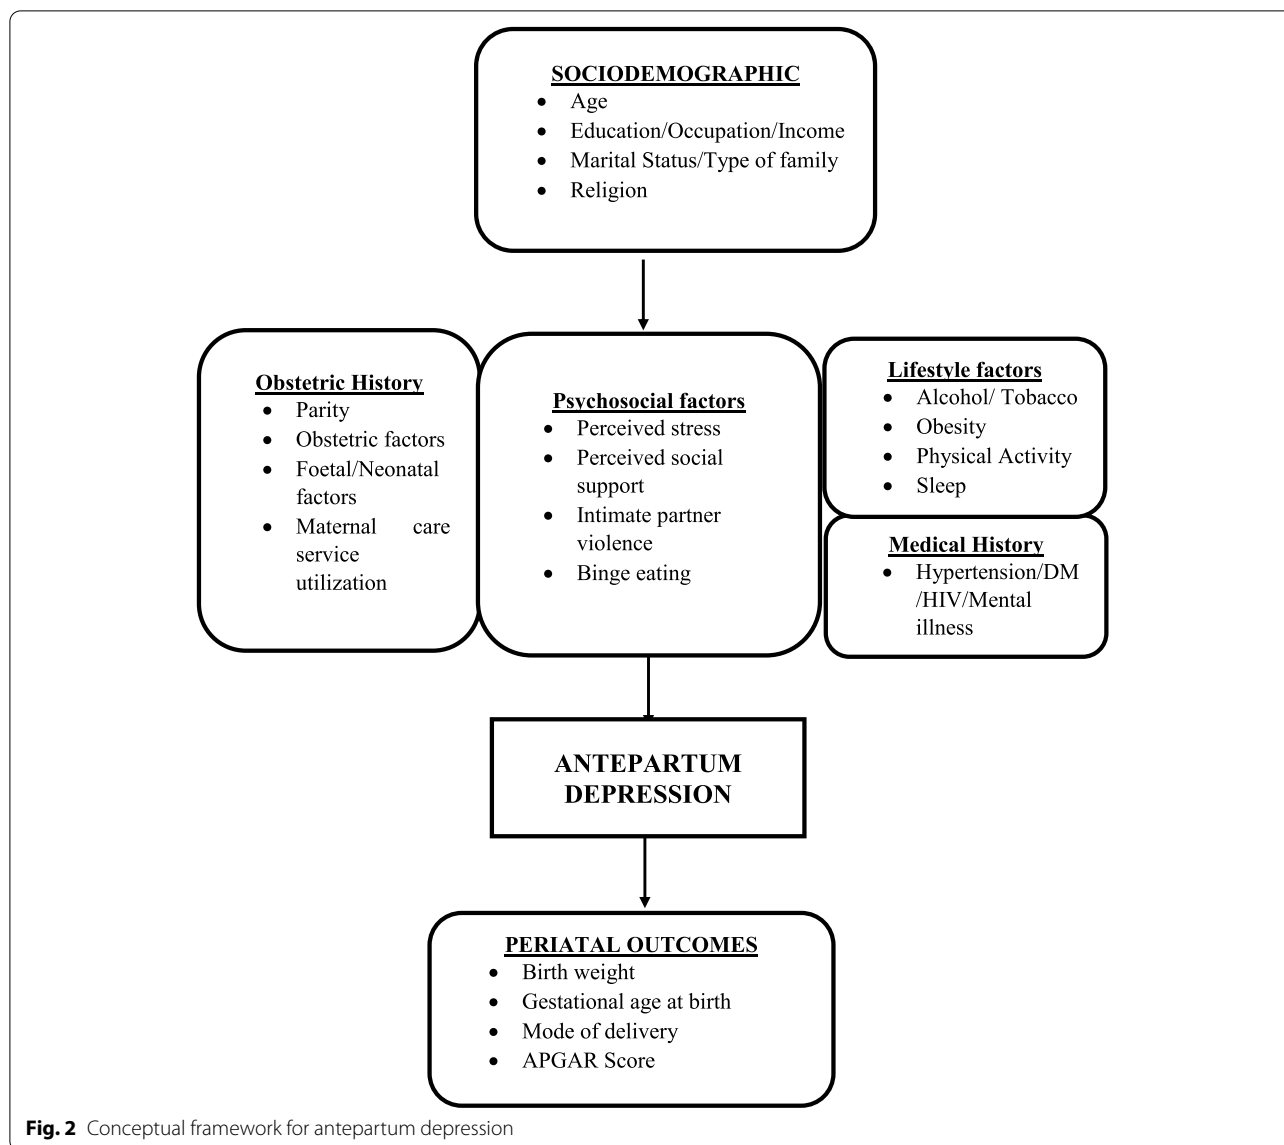 SOCIODEMOGRAPHIC
• Age
• Education/Occupation/Income
• Marital Status/Type of family
• Religion
Obstetric History
• Parity
• Obstetric factors
• Foetal/Neonatal
factors
• Maternal care
service
utilization
Psychosocial factors
• Perceived stress
• Perceived social
support
• Intimate partner
violence
• Binge eating
Lifestyle factors
• Alcohol/ Tobacco
• Obesity
• Physical Activity
• Sleep
Medical History
• Hypertension/DM
/HIV/Mental
illness
ANTEPARTUM
DEPRESSION
PERIATAL OUTCOMES
• Birth weight
• Gestational age at birth
• Mode of delivery
• APGAR Score
Fig. 2 Conceptual framework for antepartum depression